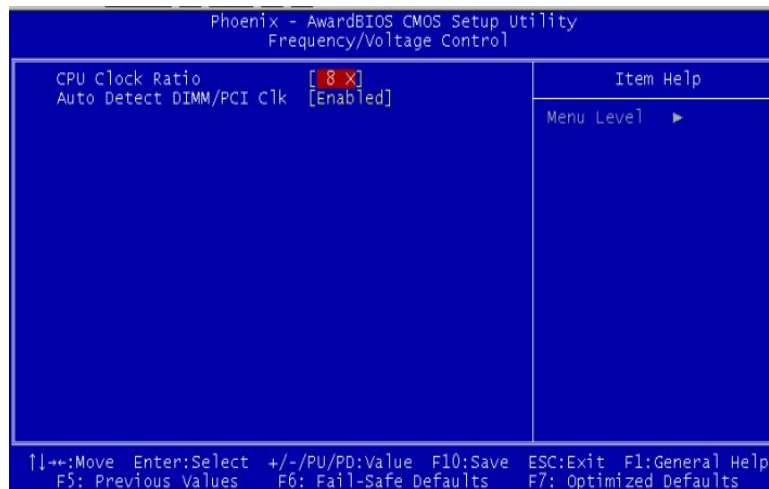 Phoenix - AwardBIOS CMOS Setup Utility
Frequency/Voltage Control
CPU Clock Ratio [ 8 X]
Auto Detect DIMM/PCI Clk [Enabled]
Item Help
Menu Level ▶
↑↓→←:Move Enter:Select +/-/PU/PD:Value F10:Save ESC:Exit F1:General Help
F5: Previous Values F6: Fail-Safe Defaults F7: Optimized Defaults